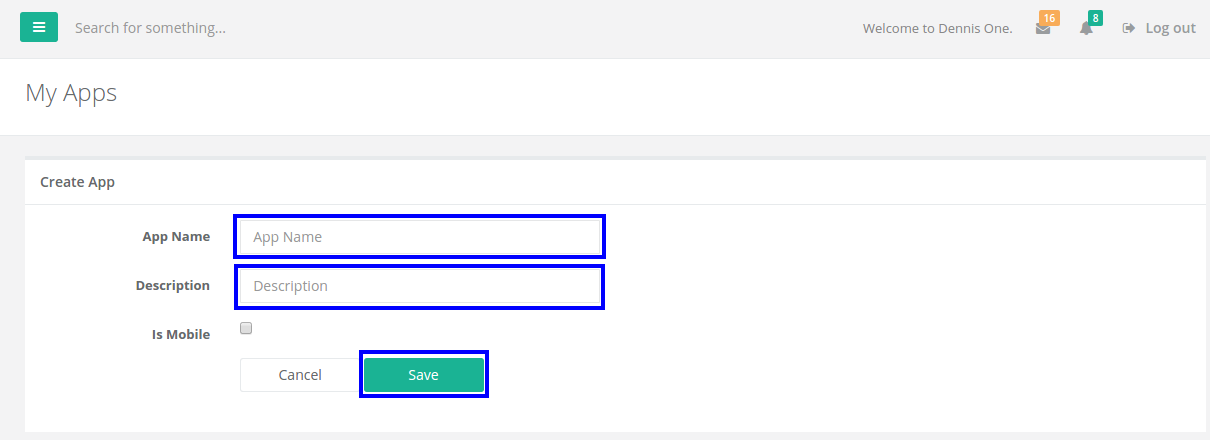 Search for something...
Welcome to Dennis One.
16
8
Log out
My Apps
Create App
App Name
App Name
Description
Description
Is Mobile
Cancel
Save